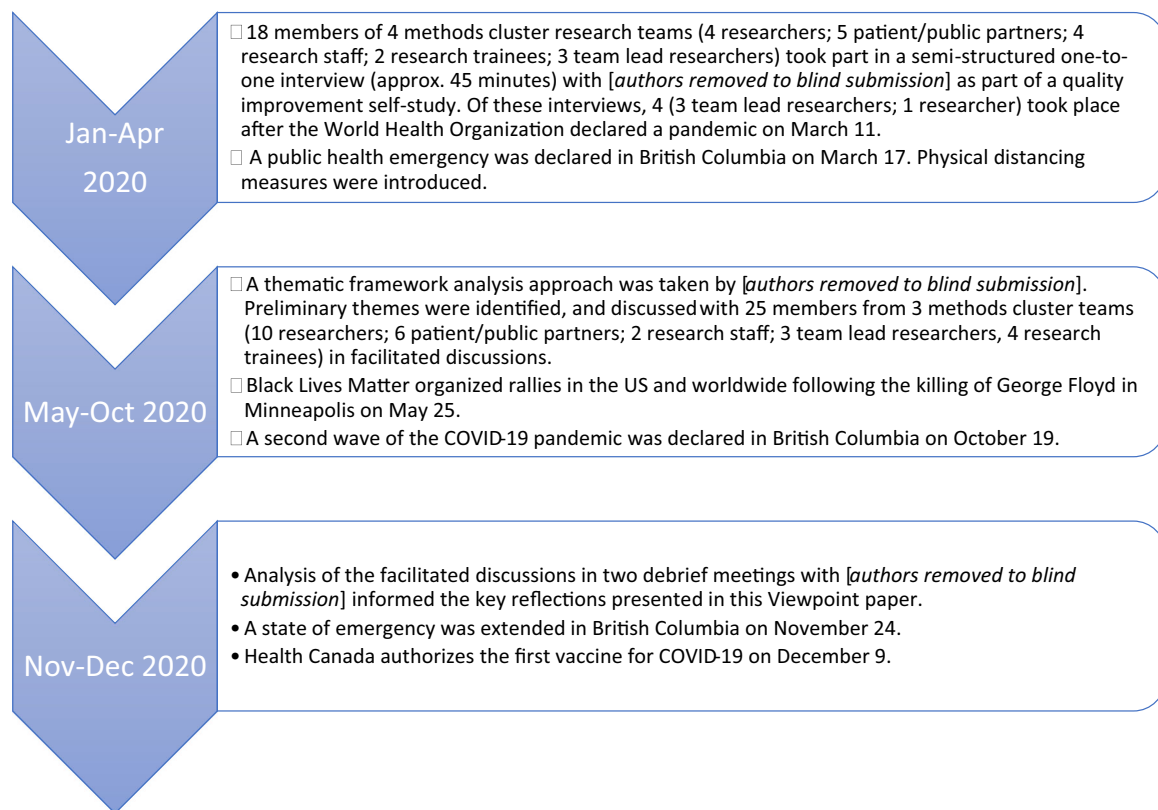 Jan-Apr
2020
□ 18 members of 4 methods cluster research teams (4 researchers; 5 patient/public partners; 4
research staff; 2 research trainees; 3 team lead researchers) took part in a semi-structured one-to-
one interview (approx. 45 minutes) with [authors removed to blind submission] as part of a quality
improvement self-study. Of these interviews, 4 (3 team lead researchers; 1 researcher) took place
after the World Health Organization declared a pandemic on March 11.
□ A public health emergency was declared in British Columbia on March 17. Physical distancing
measures were introduced.
May-Oct 2020
□ A thematic framework analysis approach was taken by [authors removed to blind submission].
Preliminary themes were identified, and discussed with 25 members from 3 methods cluster teams
(10 researchers; 6 patient/public partners; 2 research staff; 3 team lead researchers, 4 research
trainees) in facilitated discussions.
□ Black Lives Matter organized rallies in the US and worldwide following the killing of George Floyd in
Minneapolis on May 25.
□ A second wave of the COVID-19 pandemic was declared in British Columbia on October 19.
Nov-Dec 2020
• Analysis of the facilitated discussions in two debrief meetings with [authors removed to blind
submission] informed the key reflections presented in this Viewpoint paper.
• A state of emergency was extended in British Columbia on November 24.
• Health Canada authorizes the first vaccine for COVID-19 on December 9.